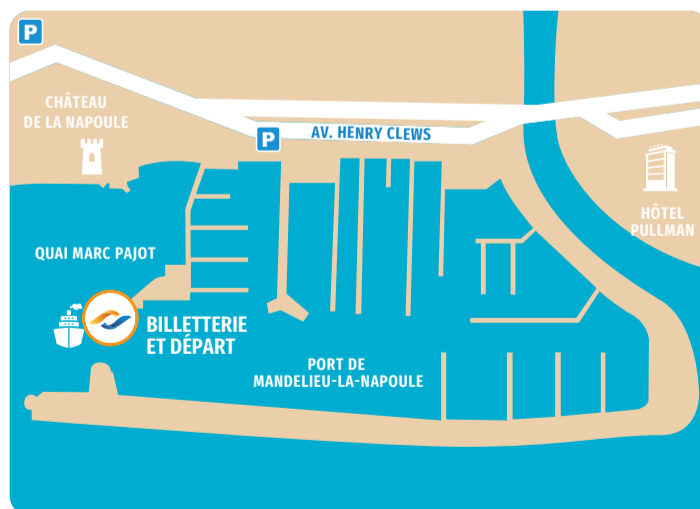 P
CHÂTEAU
DE LA NAPOULE
P
AV. HENRY CLEWS
HÔTEL
PULLMAN
QUAI MARC PAJOT
BILLETTERIE
ET DÉPART
PORT DE
MANDELIEU-LA-NAPOULE